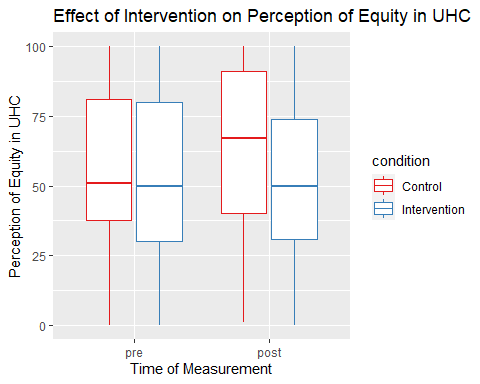 Effect of Intervention on Perception of Equity in UHC
Perception of Equity in UHC
100
75
50
25
0
pre
post
Time of Measurement
condition
Control
Intervention